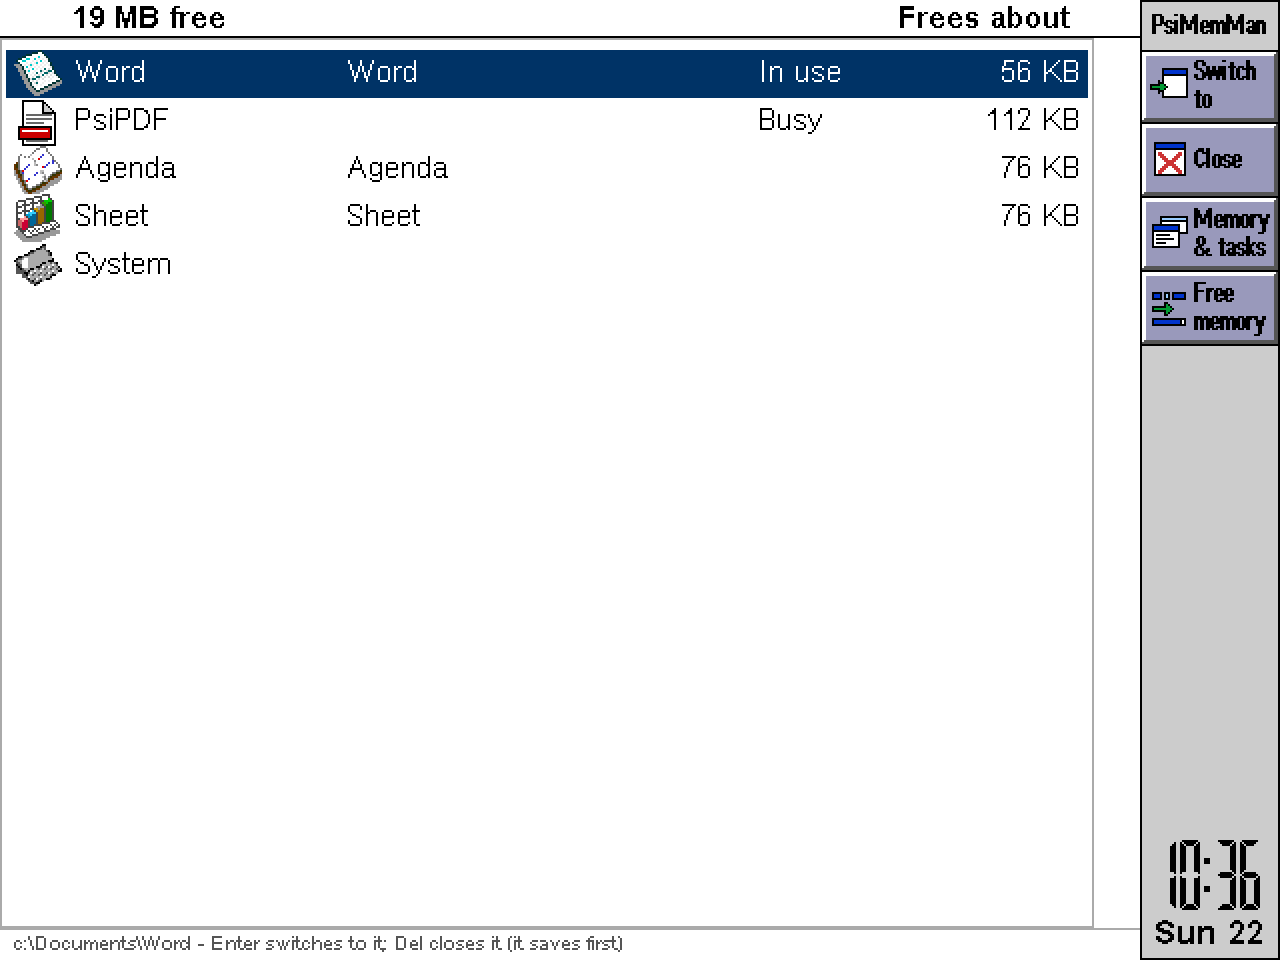 19 MB free Frees about
Word Word In use 56 KB
PsiPDF Busy 112 KB
Agenda Agenda 76 KB
Sheet Sheet 76 KB
System
c:\Documents\Word - Enter switches to it; Del closes it (it saves first)
PsiMemMan
Switch
to
Close
Memory
& tasks
Free
memory
10:36
Sun 22